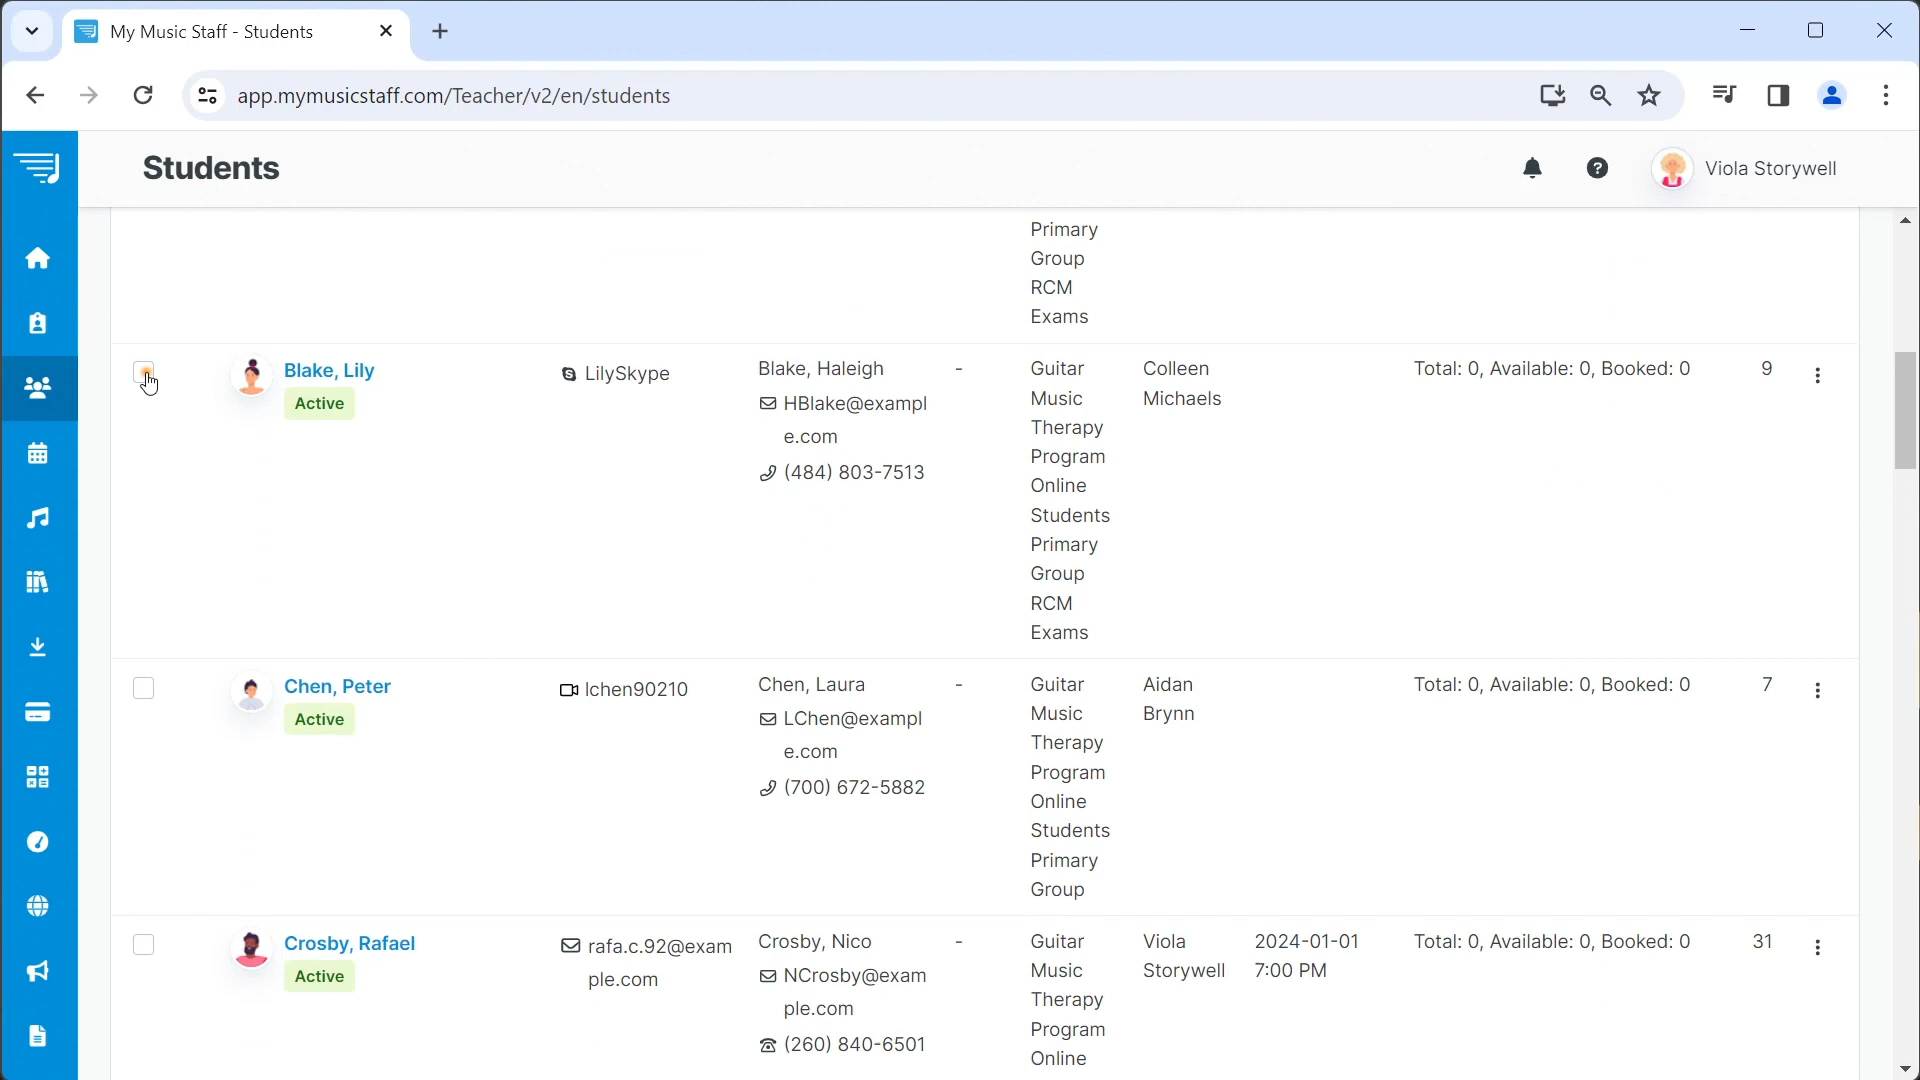 My Music Staff - Students
app.mymusicstaff.com/Teacher/v2/en/students
Students
Viola Storywell
Primary
Group
RCM
Exams
Blake, Lily
Active
LilySkype
Blake, Haleigh
HBlake@exampl
e.com
(484) 803-7513
-
Guitar
Music
Therapy
Program
Online
Students
Primary
Group
RCM
Exams
Colleen
Michaels
Total: 0, Available: 0, Booked: 0
9
Chen, Peter
Active
lchen90210
Chen, Laura
LChen@exampl
e.com
(700) 672-5882
-
Guitar
Music
Therapy
Program
Online
Students
Primary
Group
Aidan
Brynn
Total: 0, Available: 0, Booked: 0
7
Crosby, Rafael
Active
rafa.c.92@exam
ple.com
Crosby, Nico
NCrosby@exam
ple.com
(260) 840-6501
-
Guitar
Music
Therapy
Program
Online
Viola
Storywell
2024-01-01
7:00 PM
Total: 0, Available: 0, Booked: 0
31